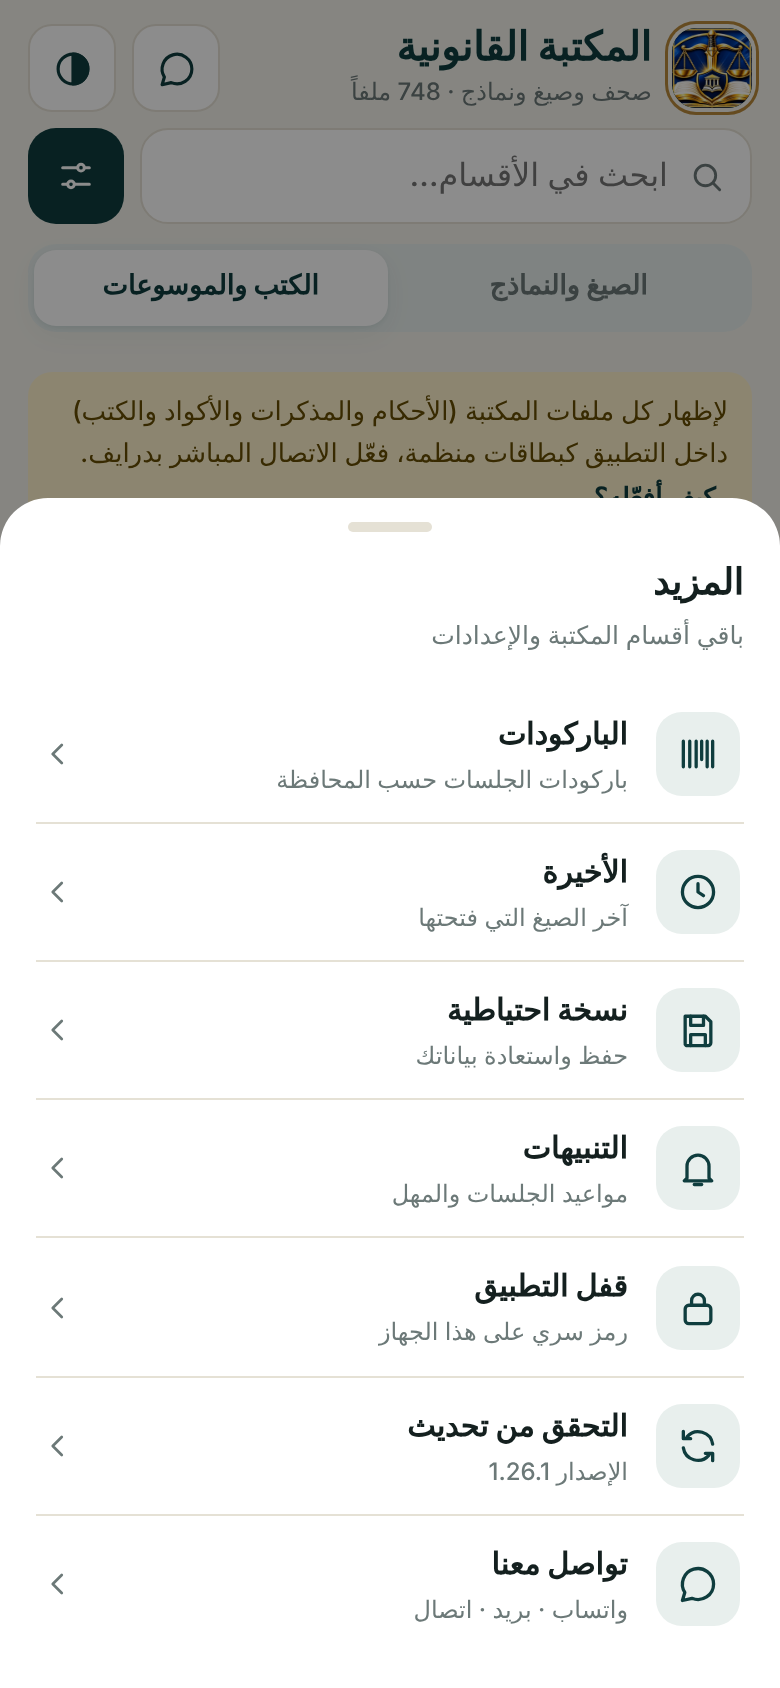 المكتبة القانونية
صحف وصيغ ونماذج · 748 ملفاً
ابحث في الأقسام...
الصيغ والنماذج
الكتب والموسوعات
لإظهار كل ملفات المكتبة (الأحكام والمذكرات والأكواد والكتب)
داخل التطبيق كبطاقات منظمة، فعّل الاتصال المباشر بدرايف.
كيف أفعّله؟
المزيد
باقي أقسام المكتبة والإعدادات
الباركودات
باركودات الجلسات حسب المحافظة
الأخيرة
آخر الصيغ التي فتحتها
نسخة احتياطية
حفظ واستعادة بياناتك
التنبيهات
مواعيد الجلسات والمهل
قفل التطبيق
رمز سري على هذا الجهاز
التحقق من تحديث
الإصدار 1.26.1
تواصل معنا
واتساب · بريد · اتصال